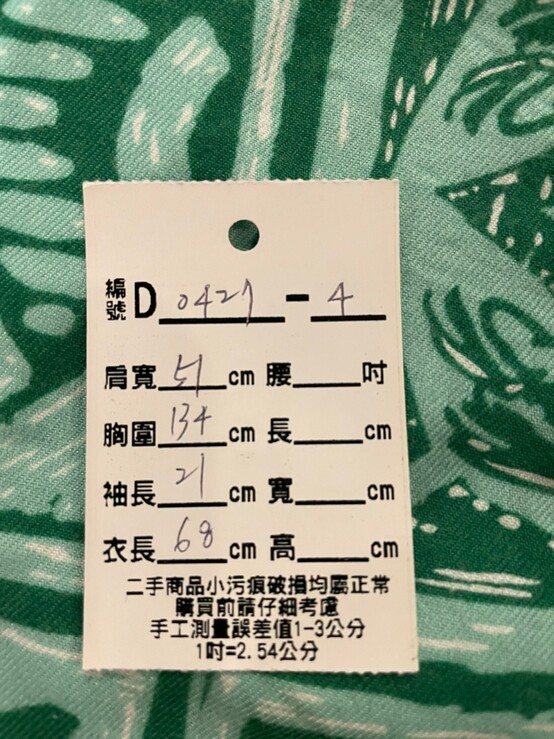 編號 D 0427 - 4
肩寬 51 cm 腰 吋
胸圍 134 cm 長 cm
袖長 21 cm 寬 cm
衣長 68 cm 高 cm
二手商品小污痕破損均屬正常
購買前請仔細考慮
手工測量誤差值1-3公分
1吋=2.54公分